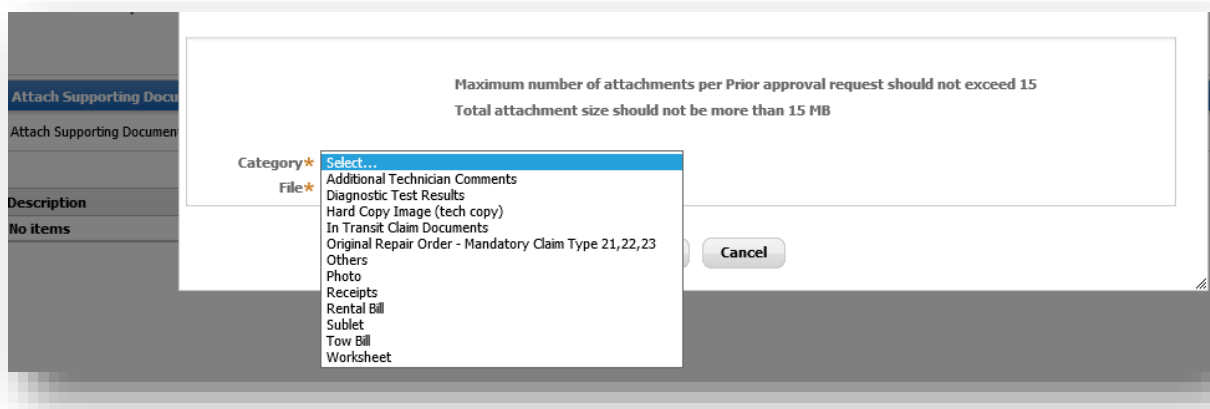 Maximum number of attachments per Prior approval request should not exceed 15
Total attachment size should not be more than 15 MB
Attach Supporting Docu
Attach Supporting Documen
Category* Select...
File*
Additional Technician Comments
Diagnostic Test Results
Hard Copy Image (tech copy)
In Transit Claim Documents
Original Repair Order - Mandatory Claim Type 21,22,23
Others
Photo
Receipts
Rental Bill
Sublet
Tow Bill
Worksheet
Description
No items
Cancel